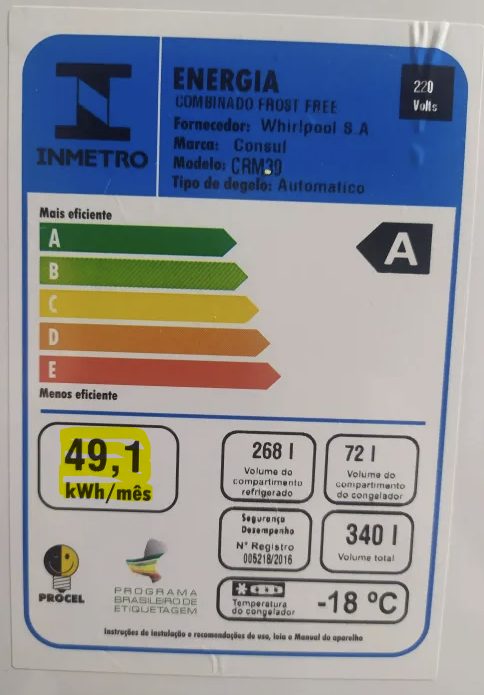 ENERGIA
COMBINADO FROST FREE
220
Volts
Fornecedor: Whirlpool S.A
Marca: Consul
Modelo: CRM39
Tipo de degelo: Automatico
INMETRO
Mais eficiente
A
A
B
C
D
E
Menos eficiente
49,1
kWh/mês
268 l
Volume do
compartimento
refrigerado
72 l
Volume do
compartimento
do congelador
Segurança
Desempenho
Nº Registro
005218/2016
340 l
Volume total
PROCEL
PROGRAMA
BRASILEIRO DE
ETIQUETAGEM
Temperatura
do congelador
-18 ºC
Instruções de instalação e recomendações de uso, leia o Manual do aparelho